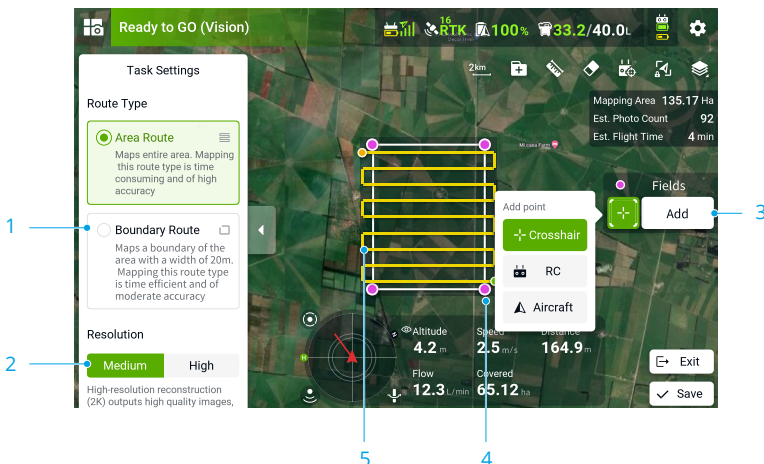 Ready to GO (Vision)
16
RTK
100%
33.2/40.0L
Task Settings
2km
Route Type
Mapping Area 135.17 Ha
Est. Photo Count 92
Est. Flight Time 4 min
Area Route
Maps entire area. Mapping
this route type is time
consuming and of high
accuracy
Mi casa Farm
Fields
Add
3
Add point
Crosshair
RC
Aircraft
1
Boundary Route
Maps a boundary of the
area with a width of 20m.
Mapping this route type
is time efficient and of
moderate accuracy
Resolution
2
Medium High
High-resolution reconstruction
(2K) outputs high quality images,
N
H
Altitude Speed Distance
4.2 m 2.5 m/s 164.9 m
Flow Covered
12.3 L/min 65.12 ha
Exit
Save
5 4